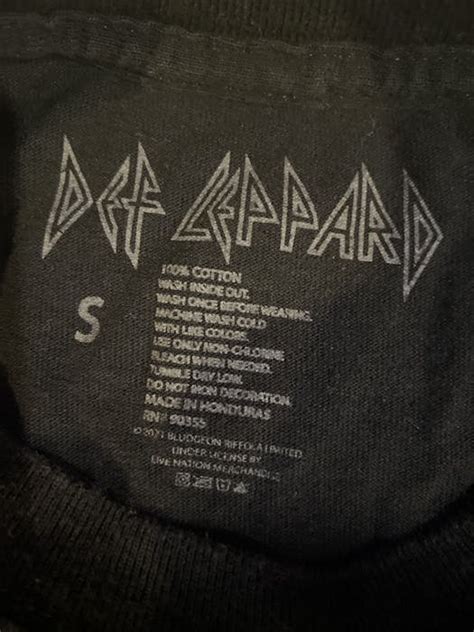 DEF LEPPARD
S
100% COTTON
WASH INSIDE OUT.
WASH ONCE BEFORE WEARING.
MACHINE WASH COLD
WITH LIKE COLORS.
USE ONLY NON-CHLORINE
BLEACH WHEN NEEDED.
TUMBLE DRY LOW.
DO NOT IRON DECORATION.
MADE IN HONDURAS
RN# 90355
©2021 BLUDGEON RIFFOLA LIMITED
UNDER LICENSE BY
LIVE NATION MERCHANDISE